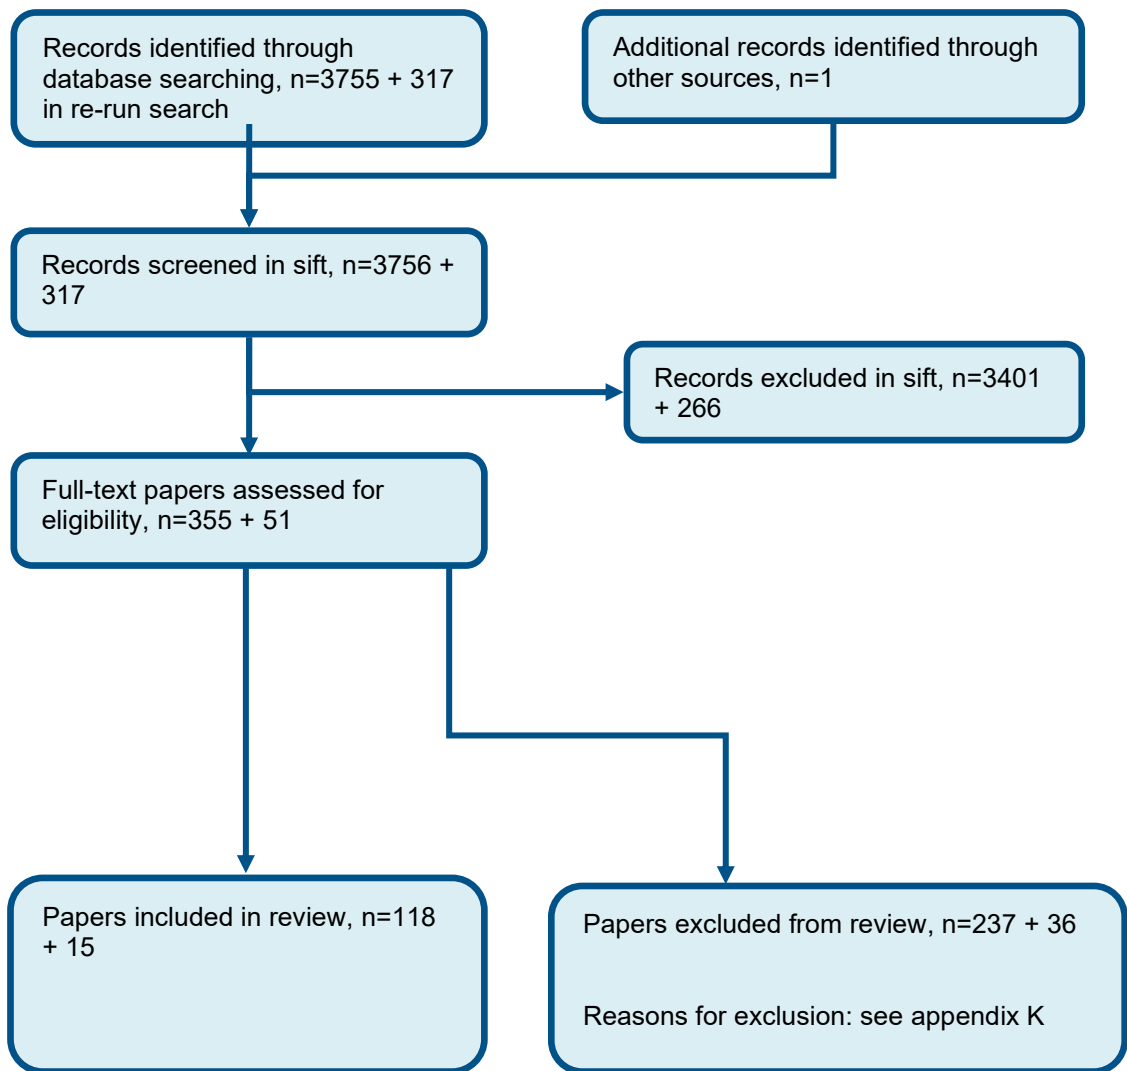 Records identified through
database searching, n=3755 + 317
in re-run search
Additional records identified through
other sources, n=1
Records screened in sift, n=3756 +
317
Records excluded in sift, n=3401
+ 266
Full-text papers assessed for
eligibility, n=355 + 51
Papers included in review, n=118
+ 15
Papers excluded from review, n=237 + 36
Reasons for exclusion: see appendix K